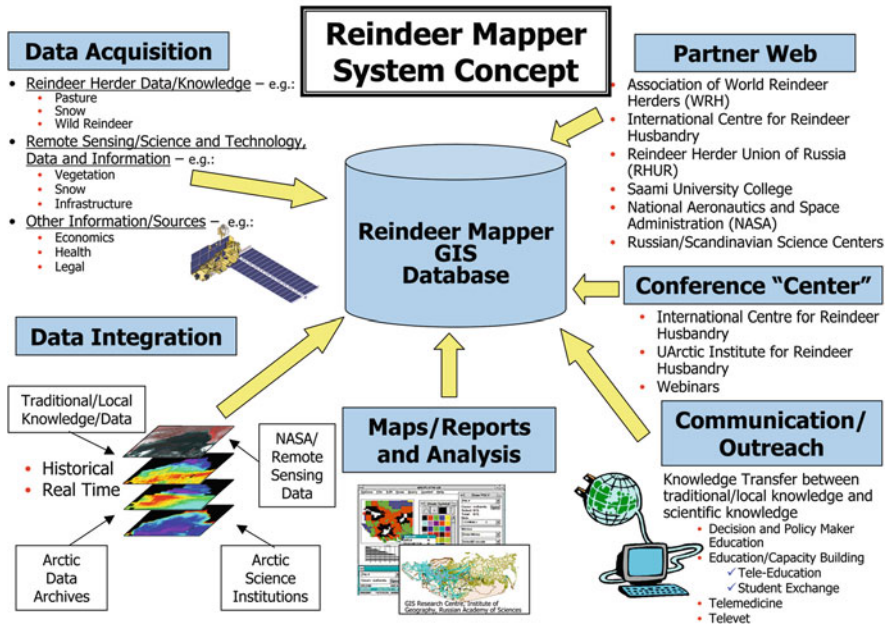 Reindeer Mapper
System Concept
Data Acquisition
• Reindeer Herder Data/Knowledge – e.g.:
• Pasture
• Snow
• Wild Reindeer
• Remote Sensing/Science and Technology,
Data and Information – e.g.:
• Vegetation
• Snow
• Infrastructure
• Other Information/Sources – e.g.:
• Economics
• Health
• Legal
Partner Web
• Association of World Reindeer
Herders (WRH)
• International Centre for Reindeer
Husbandry
• Reindeer Herder Union of Russia
(RHUR)
• Saami University College
• National Aeronautics and Space
Administration (NASA)
• Russian/Scandinavian Science Centers
Reindeer Mapper
GIS
Database
Conference “Center”
• International Centre for Reindeer
Husbandry
• UArctic Institute for Reindeer
Husbandry
• Webinars
Data Integration
Traditional/Local
Knowledge/Data
• Historical
• Real Time
NASA/
Remote
Sensing
Data
Arctic
Data
Archives
Arctic
Science
Institutions
Maps/Reports
and Analysis
GIS Research Centre, Institute of
Geography, Russian Academy of Sciences
Communication/
Outreach
Knowledge Transfer between
traditional/local knowledge and
scientific knowledge
• Decision and Policy Maker
Education
• Education/Capacity Building
✓ Tele-Education
✓ Student Exchange
• Telemedicine
• Televet